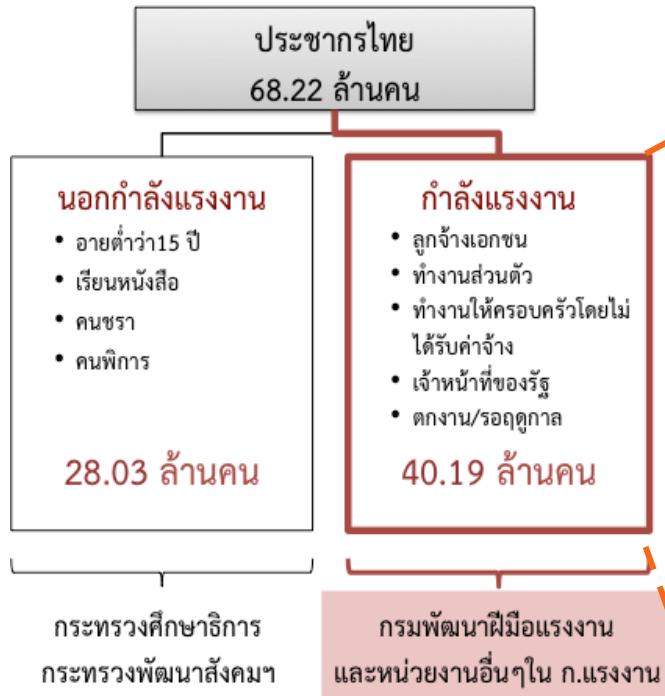 ประชากรไทย
68.22 ล้านคน
นอกกำลังแรงงาน
• อายต่ำว่า15 ปี
• เรียนหนังสือ
• คนชรา
• คนพิการ
28.03 ล้านคน
กำลังแรงงาน
• ลูกจ้างเอกชน
• ทำงานส่วนตัว
• ทำงานให้ครอบครัวโดยไม่
ได้รับค่าจ้าง
• เจ้าหน้าที่ของรัฐ
• ตกงาน/รอฤดูกาล
40.19 ล้านคน
กระทรวงศึกษาธิการ
กระทรวงพัฒนาสังคมฯ
กรมพัฒนาฝีมือแรงงาน
และหน่วยงานอื่นๆใน ก.แรงงาน